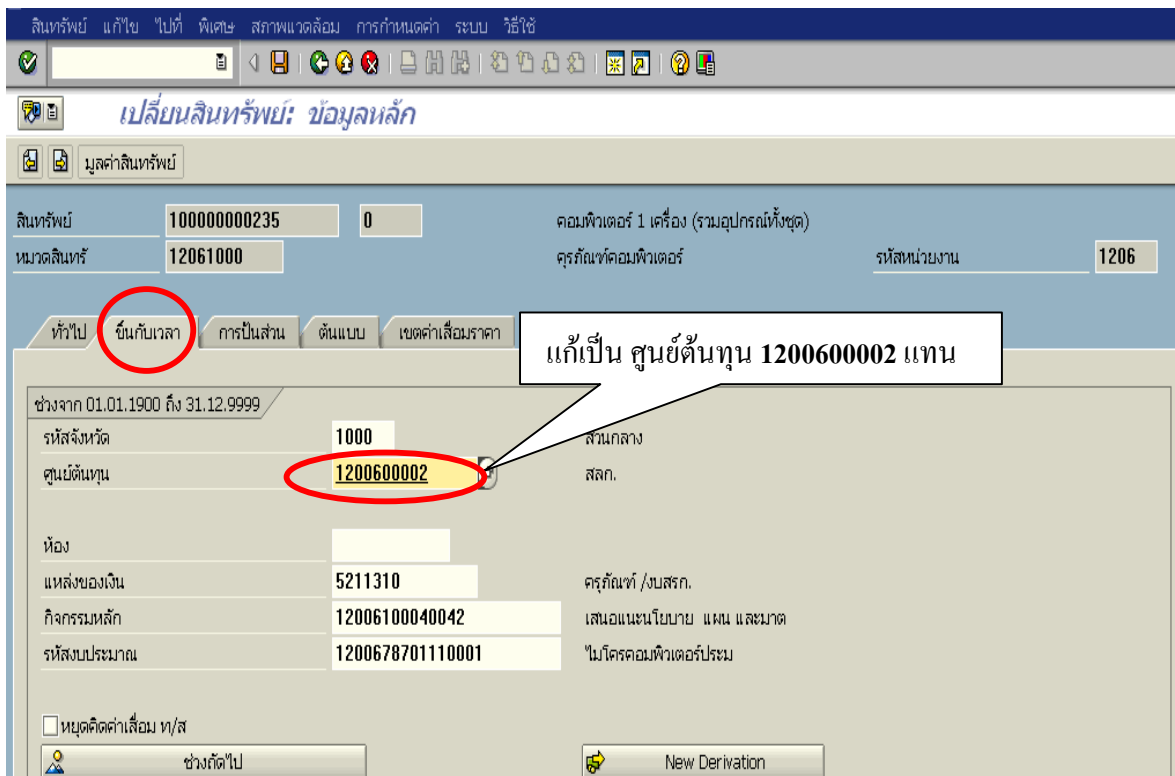 สินทรัพย์ แก้ไข ไปที่ พิเศษ สภาพแวดล้อม การกำหนดค่า ระบบ วิธีใช้
เปลี่ยนสินทรัพย์: ข้อมูลหลัก
มูลค่าสินทรัพย์
สินทรัพย์ 100000000235 0 คอมพิวเตอร์ 1 เครื่อง (รวมอุปกรณ์ทั้งชุด)
หมวดสินทรั 12061000 ครุภัณฑ์คอมพิวเตอร์ รหัสหน่วยงาน 1206
ทั่วไป ขึ้นกับเวลา การปันส่วน ต้นแบบ เขตค่าเสื่อมราคา
แก้เป็น ศูนย์ต้นทุน 1200600002 แทน
ช่วงจาก 01.01.1900 ถึง 31.12.9999
รหัสจังหวัด 1000 ส่วนกลาง
ศูนย์ต้นทุน 1200600002 สลก.
ห้อง
แหล่งของเงิน 5211310 ครุภัณฑ์ /งบสรก.
กิจกรรมหลัก 12006100040042 เสนอแนะนโยบาย แผน และมาต
รหัสงบประมาณ 1200678701110001 ไมโครคอมพิวเตอร์ประม
หยุดคิดค่าเสื่อม ท/ส
ช่วงถัดไป New Derivation